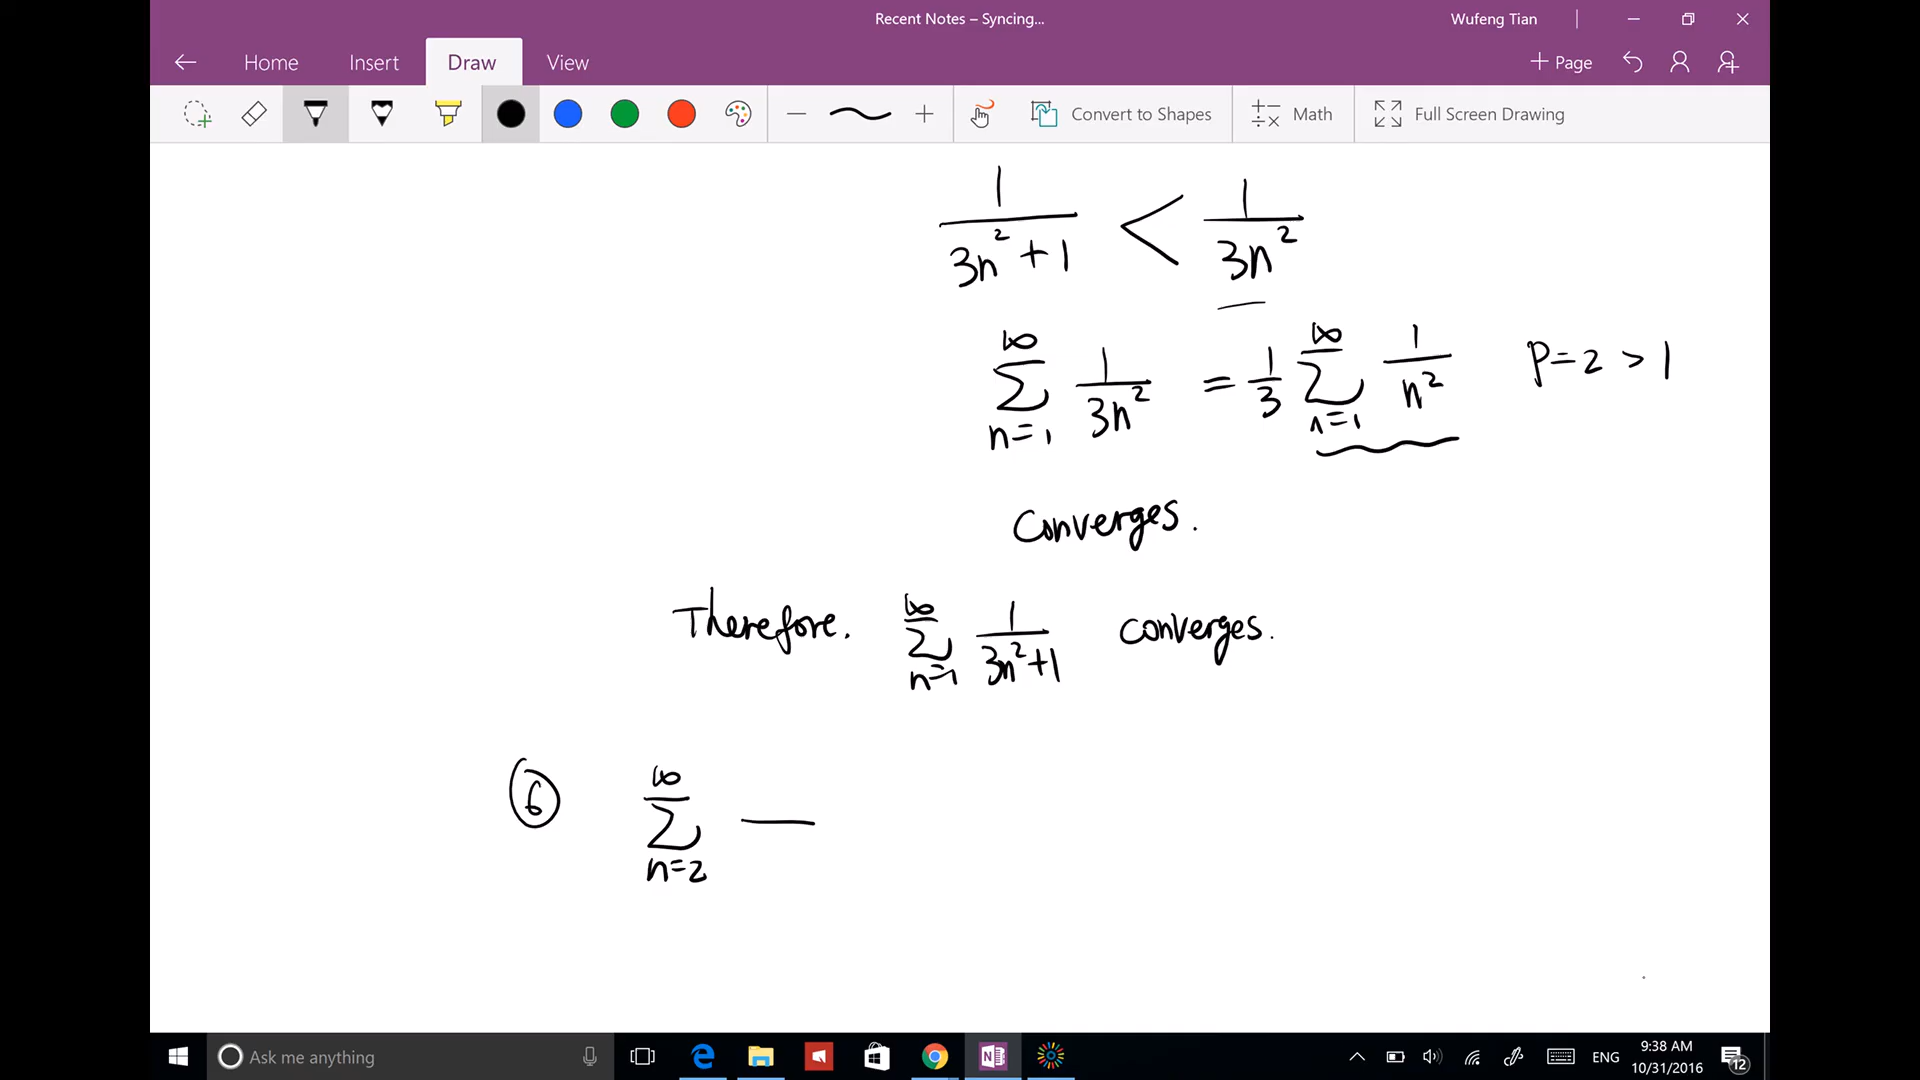 Recent Notes – Syncing...
Wufeng Tian
Home Insert Draw View
Page
Convert to Shapes Math Full Screen Drawing
1/(3n²+1) < 1/(3n²)
∞∑n=1 1/(3n²) = 1/3 ∞∑n=1 1/n² P=2 > 1
Converges.
Therefore. ∞∑n=1 1/(3n²+1) converges.
⑥ ∞∑n=2 —
Ask me anything
ENG
9:38 AM
10/31/2016
12